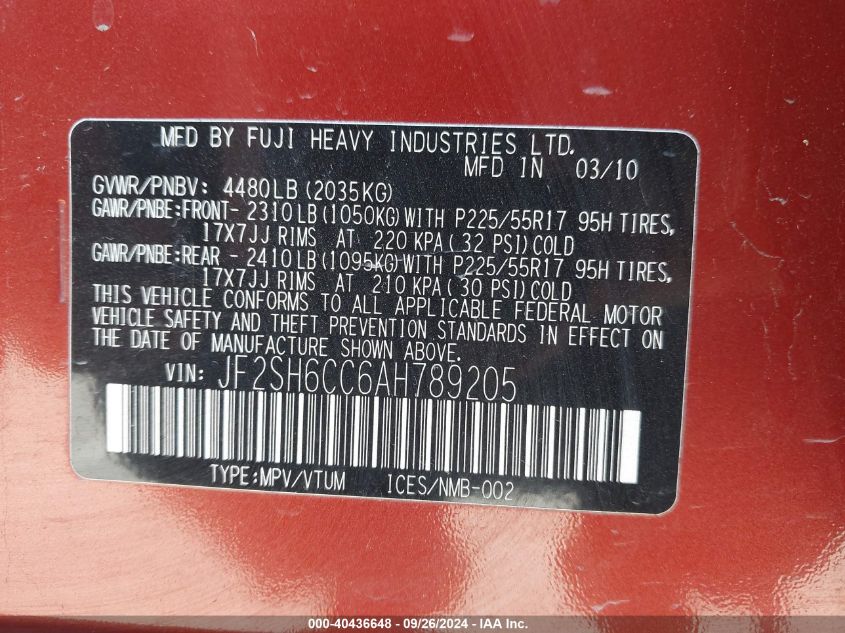 MFD BY FUJI HEAVY INDUSTRIES LTD.
MFD IN 03/10
GVWR/PNBV: 4480LB (2035KG)
GAWR/PNBE:FRONT- 2310LB(1050KG)WITH P225/55R17 95H TIRES,
17X7JJ RIMS AT 220 KPA( 32 PSI)COLD
GAWR/PNBE:REAR - 2410LB(1095KG)WITH P225/55R17 95H TIRES,
17X7JJ RIMS AT 210 KPA( 30 PSI)COLD
THIS VEHICLE CONFORMS TO ALL APPLICABLE FEDERAL MOTOR
VEHICLE SAFETY AND THEFT PREVENTION STANDARDS IN EFFECT ON
THE DATE OF MANUFACTURE SHOWN ABOVE.
VIN: JF2SH6CC6AH789205
TYPE:MPV/VTUM ICES/NMB-002
000-40436648 - 09/26/2024 - IAA, Inc.